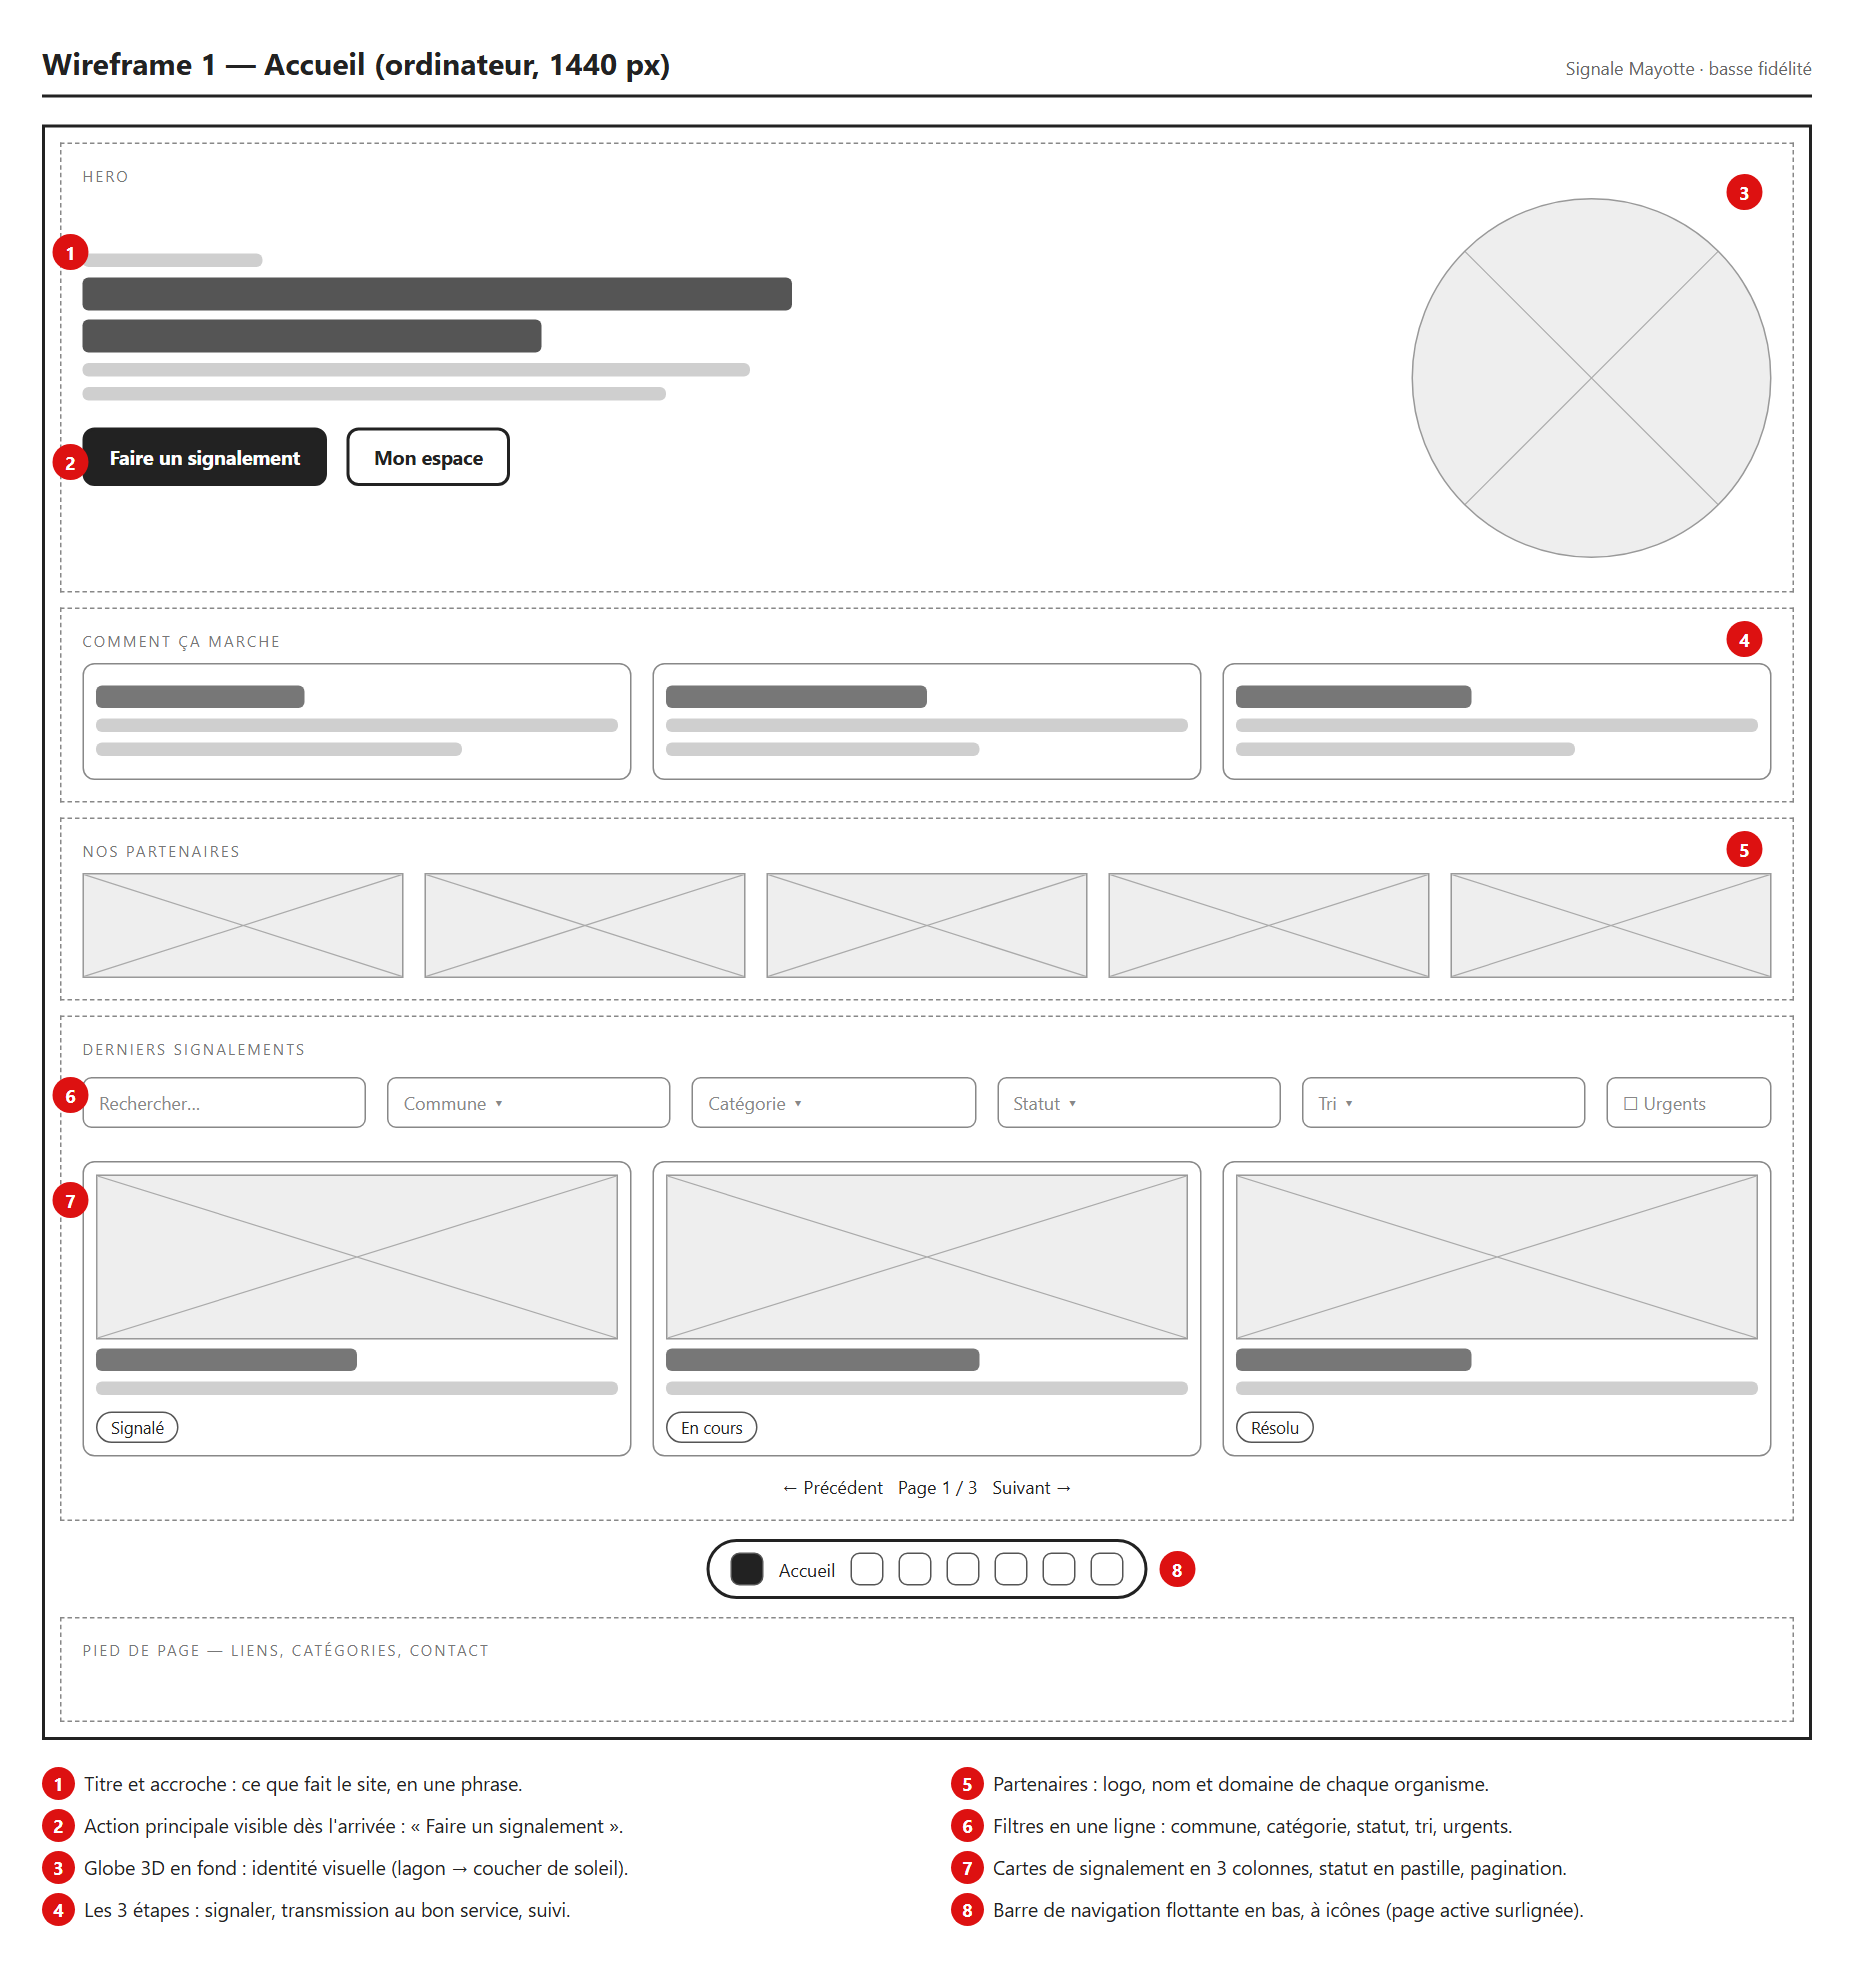 Wireframe 1 — Accueil (ordinateur, 1440 px)
Signale Mayotte · basse fidélité
HERO
3
1
2
Faire un signalement
Mon espace
COMMENT ÇA MARCHE
4
NOS PARTENAIRES
5
DERNIERS SIGNALEMENTS
6
Rechercher...
Commune ▾
Catégorie ▾
Statut ▾
Tri ▾
☐ Urgents
7
Signalé
En cours
Résolu
← Précédent Page 1 / 3 Suivant →
Accueil
8
PIED DE PAGE — LIENS, CATÉGORIES, CONTACT
1 Titre et accroche : ce que fait le site, en une phrase.
2 Action principale visible dès l'arrivée : « Faire un signalement ».
3 Globe 3D en fond : identité visuelle (lagon → coucher de soleil).
4 Les 3 étapes : signaler, transmission au bon service, suivi.
5 Partenaires : logo, nom et domaine de chaque organisme.
6 Filtres en une ligne : commune, catégorie, statut, tri, urgents.
7 Cartes de signalement en 3 colonnes, statut en pastille, pagination.
8 Barre de navigation flottante en bas, à icônes (page active surlignée).